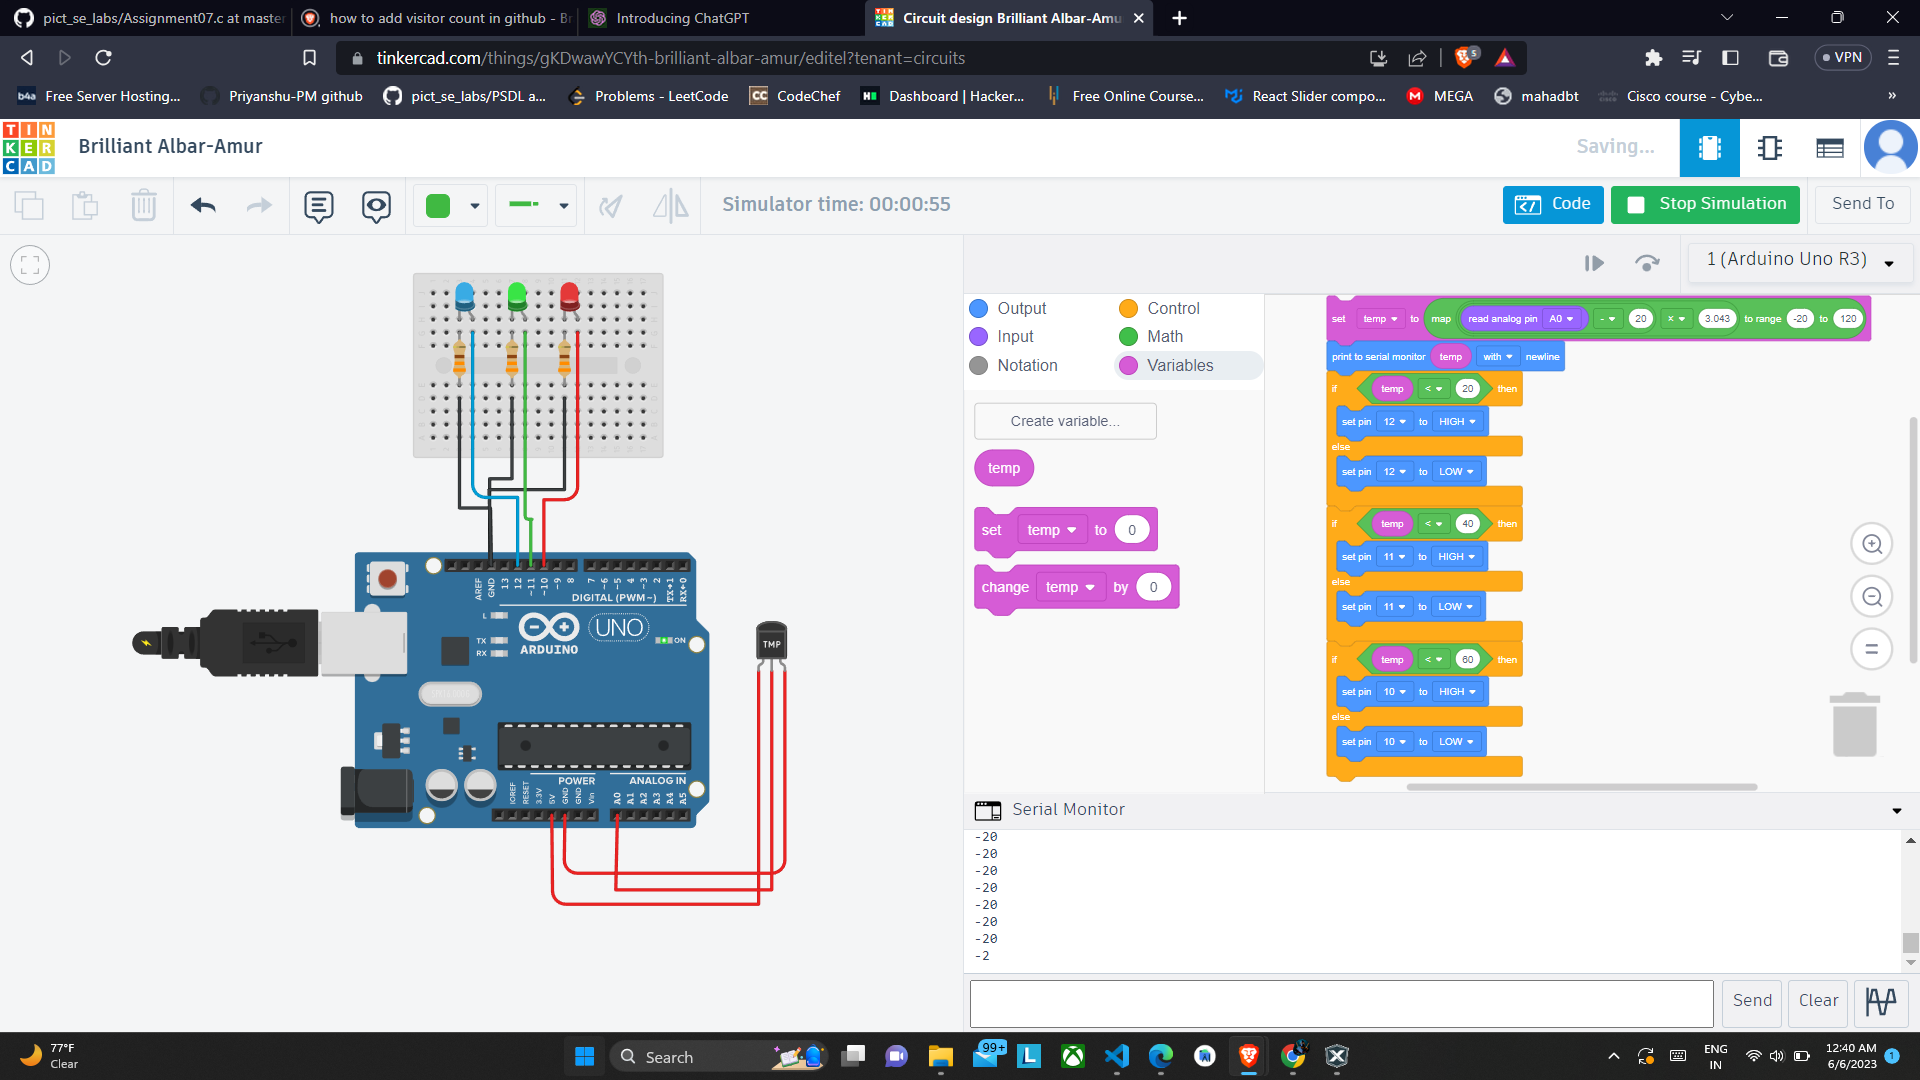 pict_se_labs/Assignment07.c at master
how to add visitor count in github - Br
Introducing ChatGPT
Circuit design Brilliant Albar-Amu
tinkercad.com/things/gKDwawYCYth-brilliant-albar-amur/editel?tenant=circuits
5
VPN
b4a Free Server Hosting...
Priyanshu-PM github
pict_se_labs/PSDL a...
Problems - LeetCode
CC CodeChef
H Dashboard | Hacker...
Free Online Course...
React Slider compo...
M MEGA
mahadbt
Cisco course - Cybe...
»
TIN
KER
CAD
Brilliant Albar-Amur
Saving...
Simulator time: 00:00:55
Code
Stop Simulation
Send To
1 (Arduino Uno R3)
Output
Control
Input
Math
Notation
Variables
Create variable...
temp
set temp to 0
change temp by 0
set temp to map read analog pin A0 - 20 × 3.043 to range -20 to 120
print to serial monitor temp with newline
if temp < 20 then
set pin 12 to HIGH
else
set pin 12 to LOW
if temp < 40 then
set pin 11 to HIGH
else
set pin 11 to LOW
if temp < 60 then
set pin 10 to HIGH
else
set pin 10 to LOW
AREF GND 13 12 ~11 ~10 ~9 8 7 ~6 ~5 4 ~3 2 TX→1 RX←0
DIGITAL (PWM~)
L
TX
RX
UNO
ON
ARDUINO
TMP
POWER
ANALOG IN
IOREF RESET 3.3V 5V GND GND Vin A0 A1 A2 A3 A4 A5
Serial Monitor
-20
-20
-20
-20
-20
-20
-20
-2
Send
Clear
77°F
Clear
Search
99+
L
ENG
IN
12:40 AM
6/6/2023
1